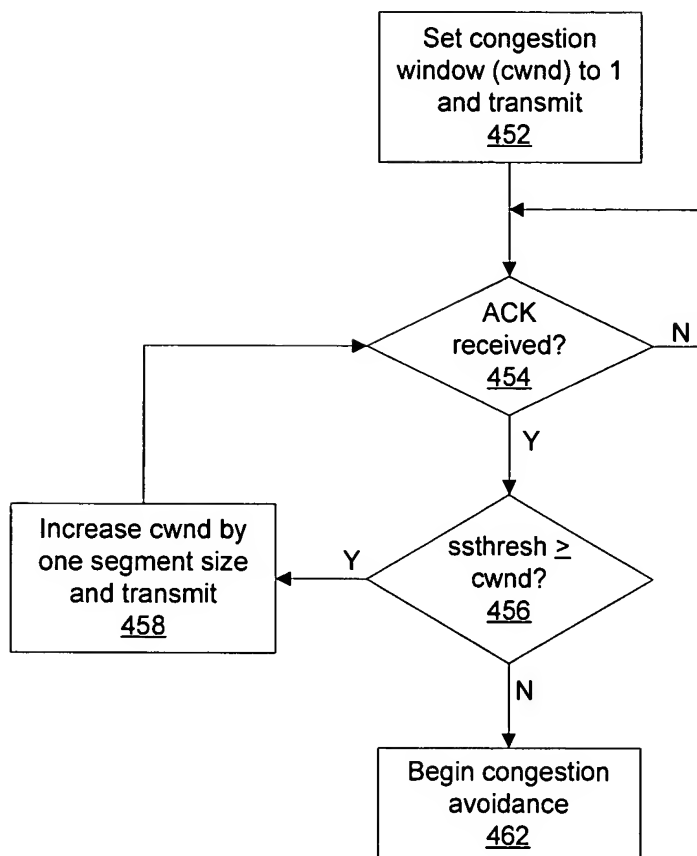 Set congestion
window (cwnd) to 1
and transmit
452
ACK
received?
454
N
Y
ssthresh ≥
cwnd?
456
Y
Increase cwnd by
one segment size
and transmit
458
N
Begin congestion
avoidance
462